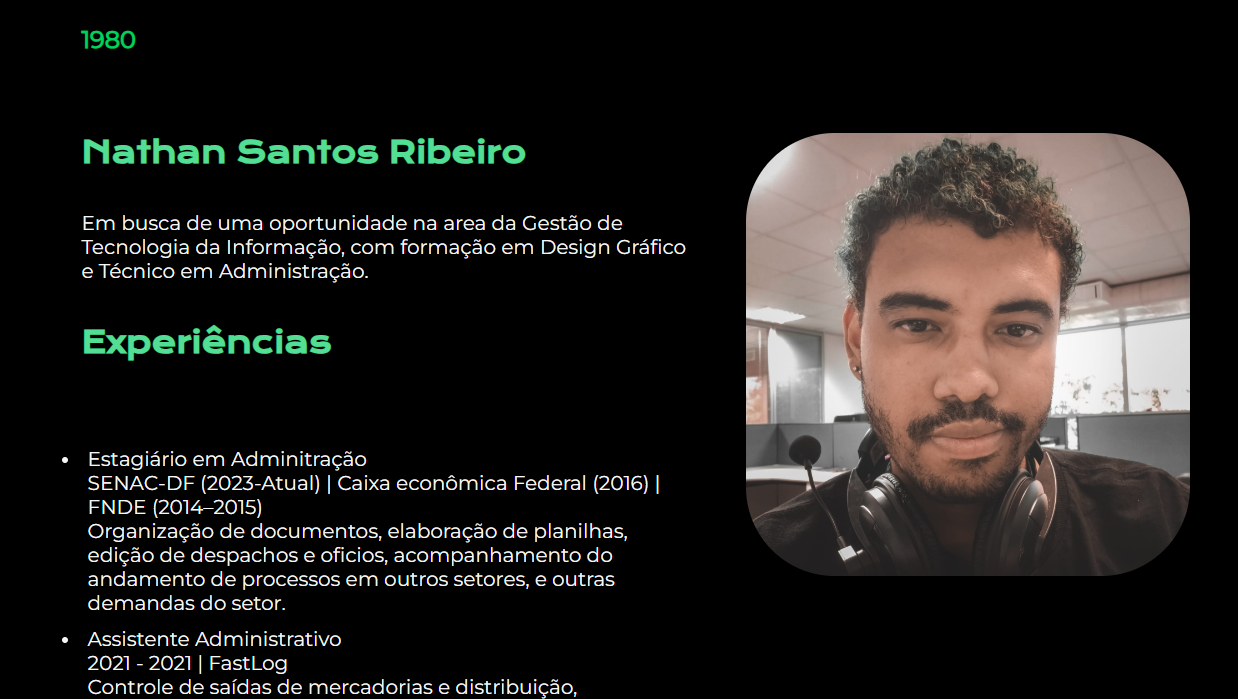 1980
Nathan Santos Ribeiro
Em busca de uma oportunidade na area da Gestão de
Tecnologia da Informação, com formação em Design Gráfico
e Técnico em Administração.
Experiências
• Estagiário em Adminitração
SENAC-DF (2023-Atual) | Caixa econômica Federal (2016) |
FNDE (2014–2015)
Organização de documentos, elaboração de planilhas,
edição de despachos e oficios, acompanhamento do
andamento de processos em outros setores, e outras
demandas do setor.
• Assistente Administrativo
2021 - 2021 | FastLog
Controle de saídas de mercadorias e distribuição,